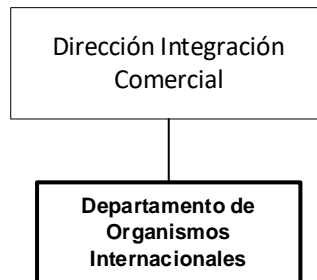 Dirección Integración
Comercial
Departamento de
Organismos
Internacionales